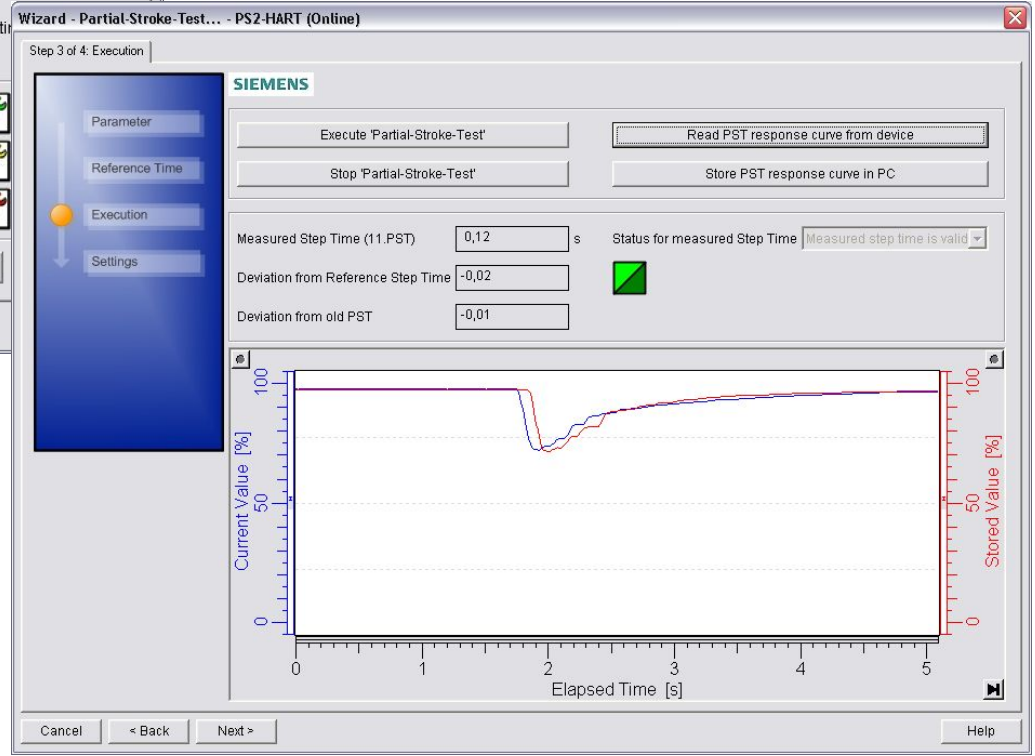 Wizard - Partial-Stroke-Test... - PS2-HART (Online)
Step 3 of 4: Execution
Parameter
Reference Time
Execution
Settings
SIEMENS
Execute 'Partial-Stroke-Test'
Read PST response curve from device
Stop 'Partial-Stroke-Test'
Store PST response curve in PC
Measured Step Time (11.PST) 0,12 s
Status for measured Step Time Measured step time is valid
Deviation from Reference Step Time -0,02
Deviation from old PST -0,01
Current Value [%]
100
50
0
Stored Value [%]
100
50
0
0 1 2 3 4 5
Elapsed Time [s]
Cancel
< Back
Next >
Help